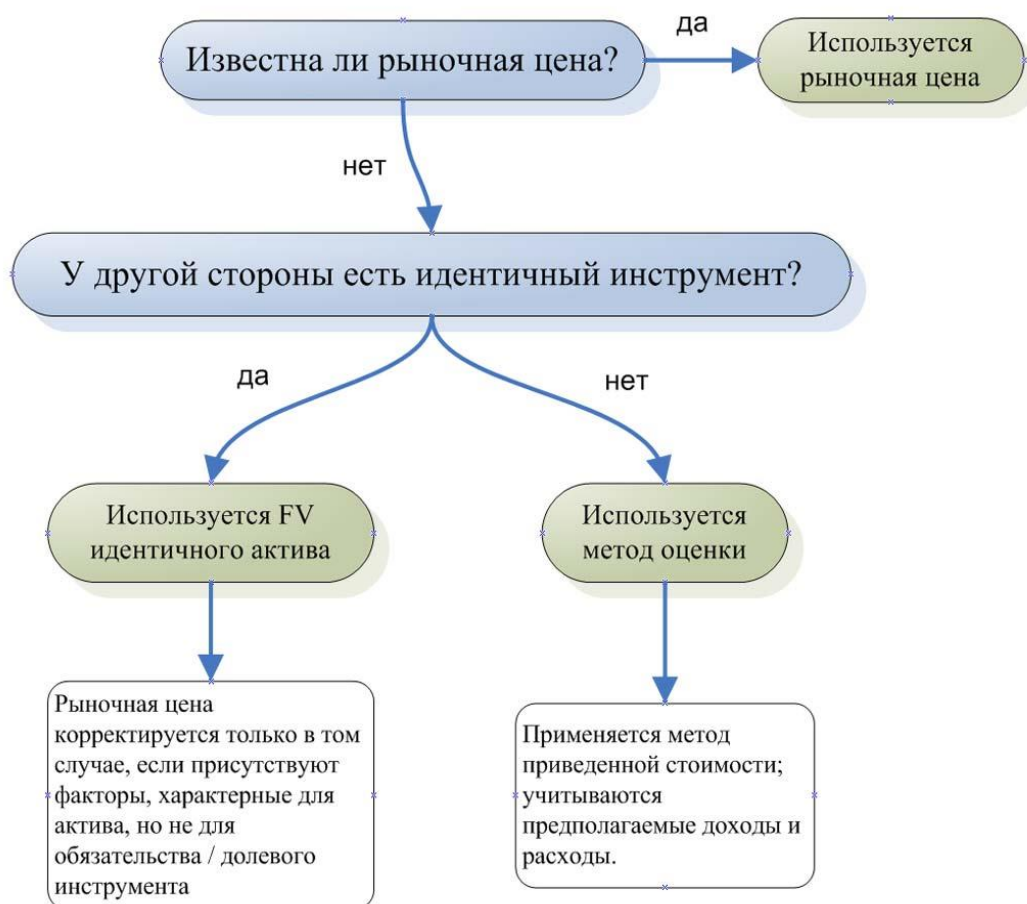 Известна ли рыночная цена?
да
Используется
рыночная цена
нет
У другой стороны есть идентичный инструмент?
да
нет
Используется FV
идентичного актива
Используется
метод оценки
Рыночная цена
корректируется только в том
случае, если присутствуют
факторы, характерные для
актива, но не для
обязательства / долевого
инструмента
Применяется метод
приведенной стоимости;
учитываются
предполагаемые доходы и
расходы.